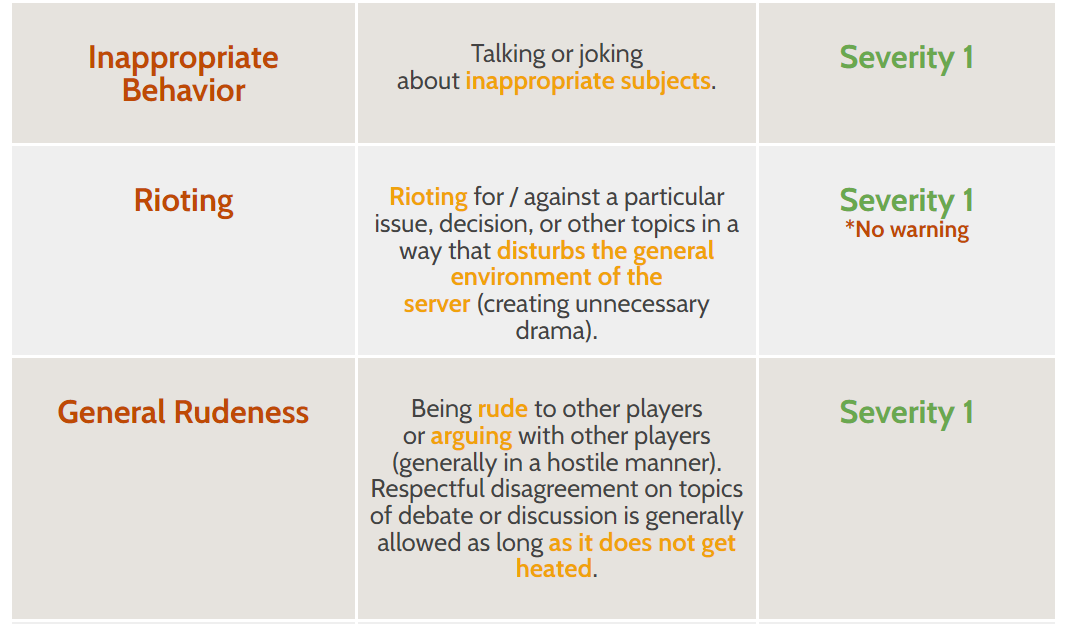 Inappropriate
Behavior
Talking or joking
about inappropriate subjects.
Severity 1
Rioting
Rioting for / against a particular
issue, decision, or other topics in a
way that disturbs the general
environment of the
server (creating unnecessary
drama).
Severity 1
*No warning
General Rudeness
Being rude to other players
or arguing with other players
(generally in a hostile manner).
Respectful disagreement on topics
of debate or discussion is generally
allowed as long as it does not get
heated.
Severity 1